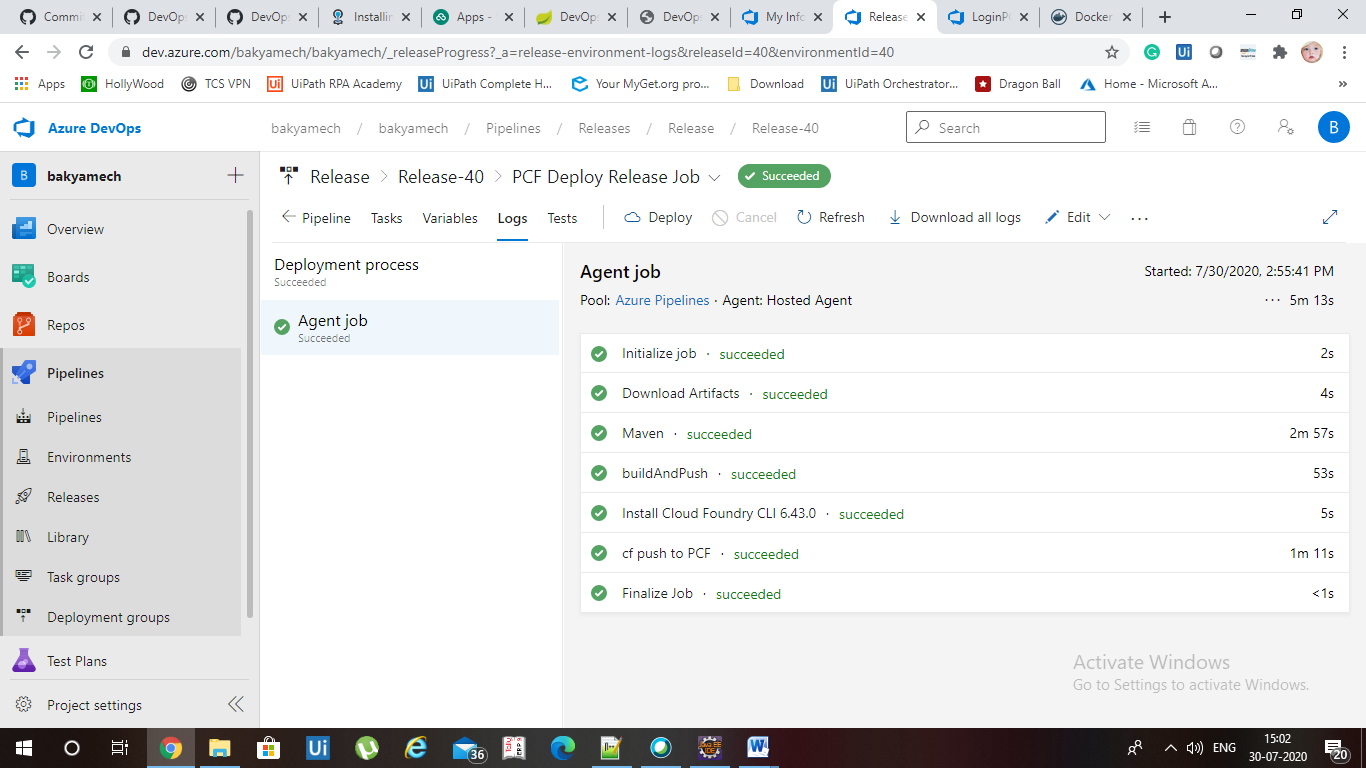 Commi
DevOps
DevOps
Installin
Apps -
DevOps
DevOps
My Info
Release
LoginPC
Docker
dev.azure.com/bakyamech/bakyamech/_releaseProgress?_a=release-environment-logs&releaseId=40&environmentId=40
Apps
HollyWood
TCS VPN
UiPath RPA Academy
UiPath Complete H...
Your MyGet.org pro...
Download
UiPath Orchestrator...
Dragon Ball
Home - Microsoft A...
»
Azure DevOps
bakyamech / bakyamech / Pipelines / Releases / Release / Release-40
Search
B
B bakyamech
Overview
Boards
Repos
Pipelines
Pipelines
Environments
Releases
Library
Task groups
Deployment groups
Test Plans
Project settings
Release > Release-40 > PCF Deploy Release Job
Succeeded
Pipeline Tasks Variables Logs Tests Deploy Cancel Refresh Download all logs Edit ...
Deployment process
Succeeded
Agent job
Succeeded
Agent job
Started: 7/30/2020, 2:55:41 PM
Pool: Azure Pipelines · Agent: Hosted Agent
··· 5m 13s
Initialize job · succeeded 2s
Download Artifacts · succeeded 4s
Maven · succeeded 2m 57s
buildAndPush · succeeded 53s
Install Cloud Foundry CLI 6.43.0 · succeeded 5s
cf push to PCF · succeeded 1m 11s
Finalize Job · succeeded <1s
Activate Windows
Go to Settings to activate Windows.
Ui
36
ENG
15:02
30-07-2020
20